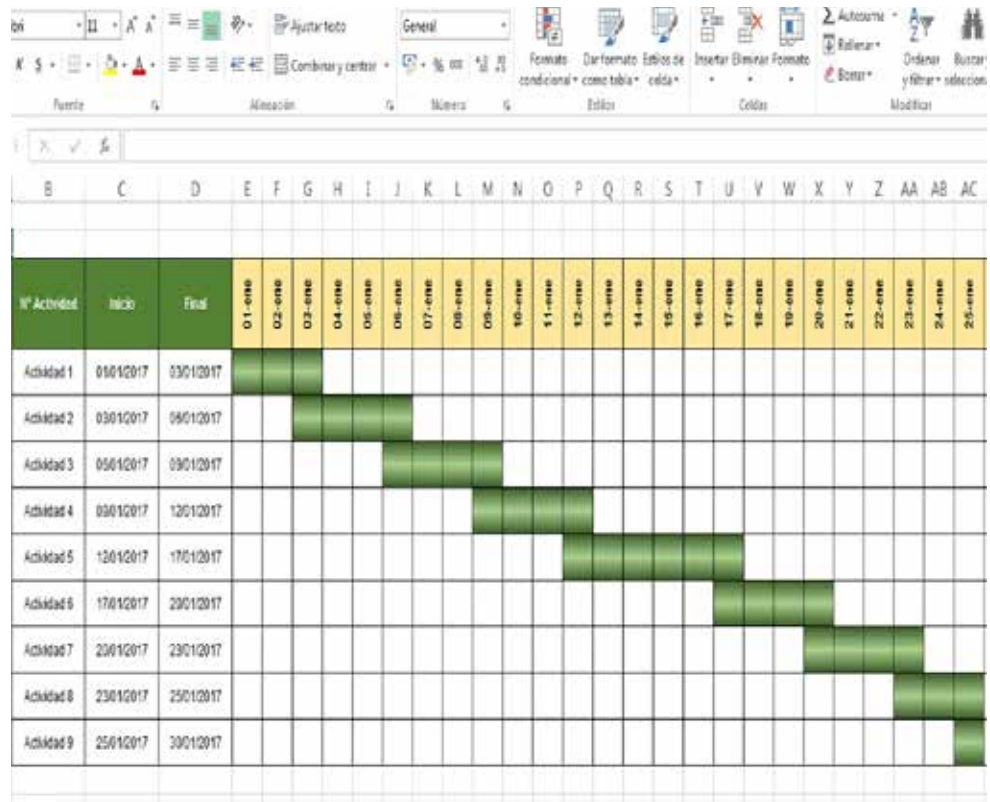 11 A A Ajustar texto General Σ Autosuma
K S Combinar y centrar % 000 Formato Dar formato Estilos de Insertar Eliminar Formato Rellenar Ordenar Buscar y
condicional como tabla celda Borrar y filtrar seleccion
Fuente Alineación Número Estilos Celdas Modificar
fx
B C D E F G H I J K L M N O P Q R S T U V W X Y Z AA AB AC
N° Actividad Inicio Final 01-ene 02-ene 03-ene 04-ene 05-ene 06-ene 07-ene 08-ene 09-ene 10-ene 11-ene 12-ene 13-ene 14-ene 15-ene 16-ene 17-ene 18-ene 19-ene 20-ene 21-ene 22-ene 23-ene 24-ene 25-ene
Actividad 1 01/01/2017 03/01/2017
Actividad 2 03/01/2017 06/01/2017
Actividad 3 06/01/2017 09/01/2017
Actividad 4 09/01/2017 12/01/2017
Actividad 5 12/01/2017 17/01/2017
Actividad 6 17/01/2017 20/01/2017
Actividad 7 20/01/2017 23/01/2017
Actividad 8 23/01/2017 25/01/2017
Actividad 9 25/01/2017 30/01/2017